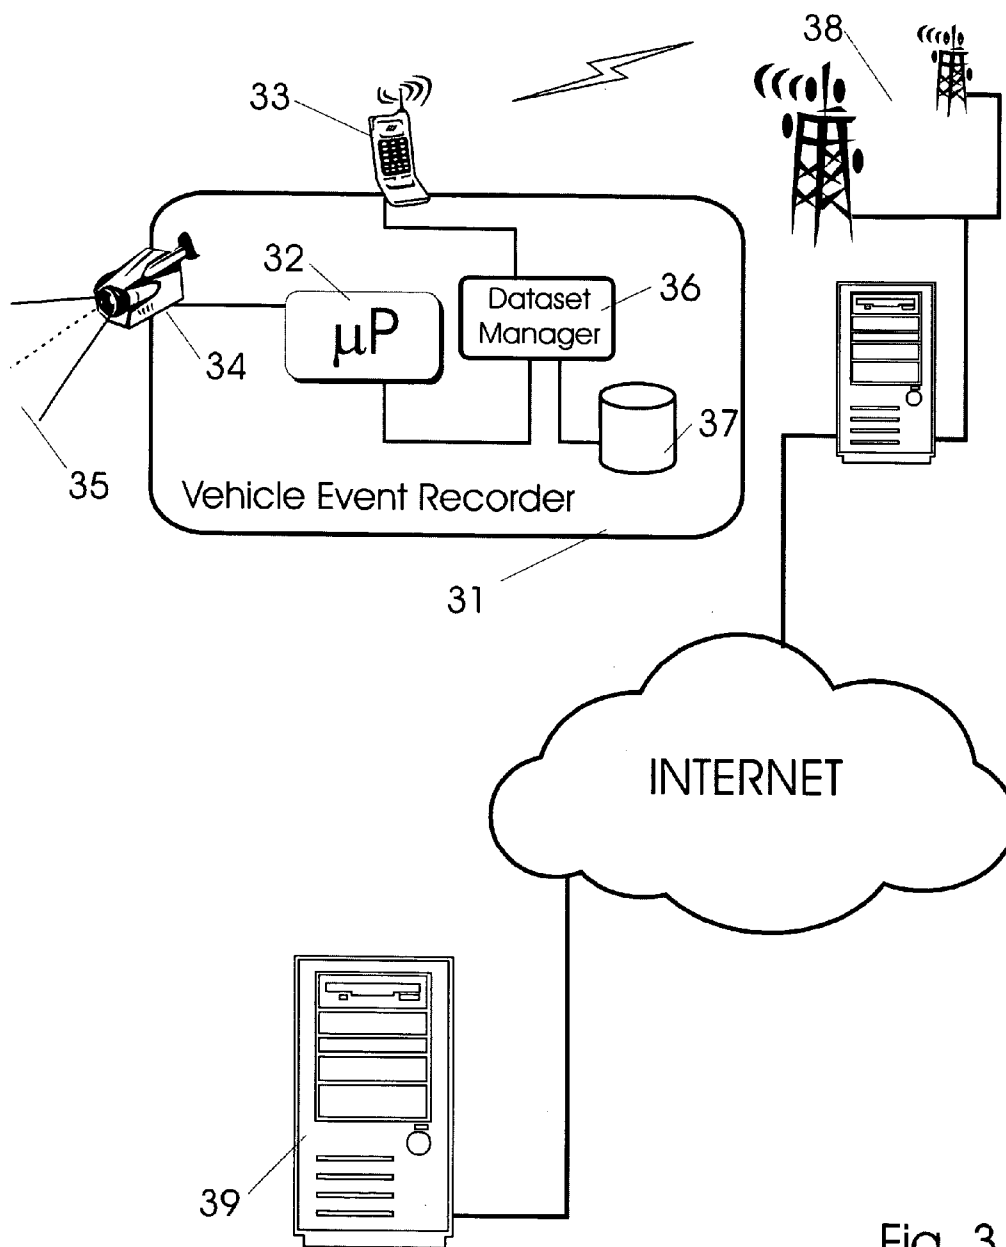 38
33
32
Dataset
Manager
36
μP
34
37
35
Vehicle Event Recorder
31
INTERNET
39
Fig. 3